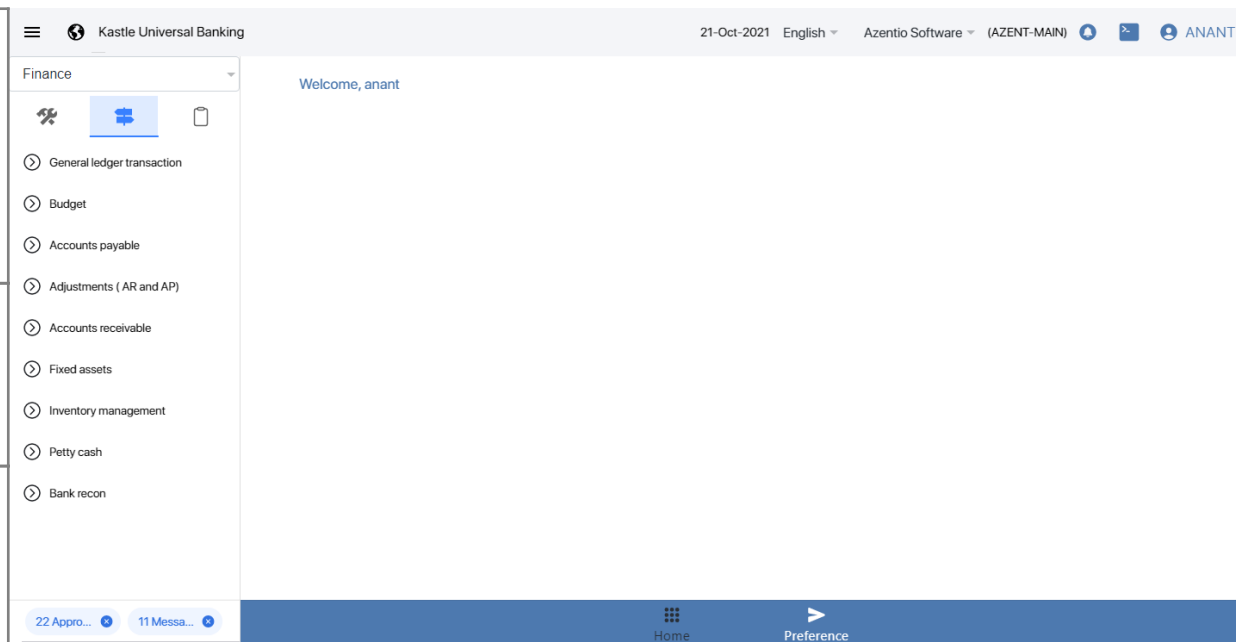 Kastle Universal Banking
21-Oct-2021 English Azentio Software (AZENT-MAIN) ANANT
Finance
Welcome, anant
General ledger transaction
Budget
Accounts payable
Adjustments ( AR and AP)
Accounts receivable
Fixed assets
Inventory management
Petty cash
Bank recon
22 Appro... 11 Messa...
Home Preference